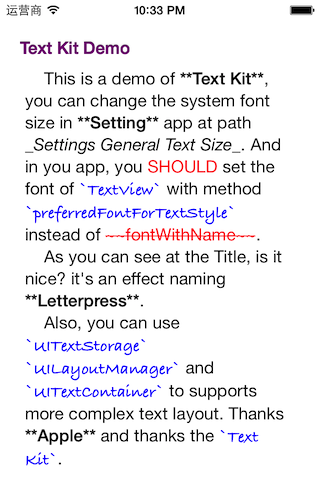 运营商 10:33 PM
Text Kit Demo
This is a demo of **Text Kit**,
you can change the system font
size in **Setting** app at path
_Settings General Text Size_. And
in you app, you SHOULD set the
font of `TextView` with method
`preferredFontForTextStyle`
instead of ~~fontWithName~~.
As you can see at the Title, is it
nice? it's an effect naming
**Letterpress**.
Also, you can use
`UITextStorage`
`UILayoutManager` and
`UITextContainer` to supports
more complex text layout. Thanks
**Apple** and thanks the `Text
Kit`.